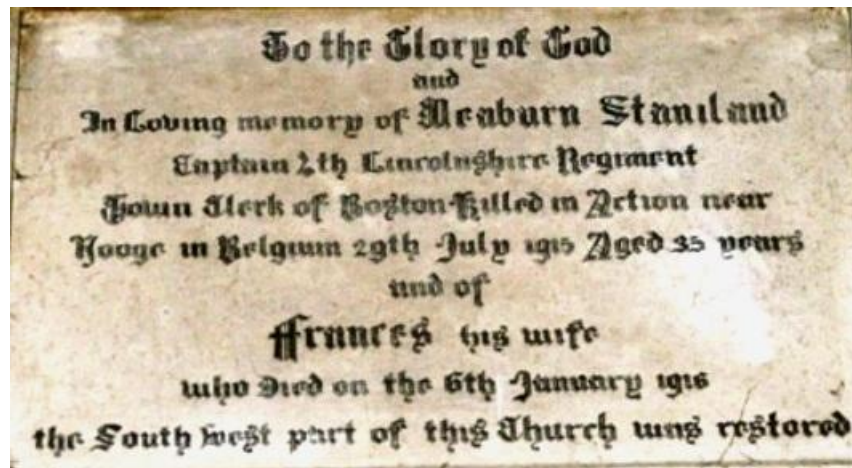 To the Glory of God
and
In Loving memory of Meaburn Staniland
Captain 4th Lincolnshire Regiment
Town Clerk of Boston Killed in Action near
Hooge in Belgium 29th July 1915 Aged 35 years
and of
Frances his wife
who Died on the 6th January 1916
the South West part of this Church was restored